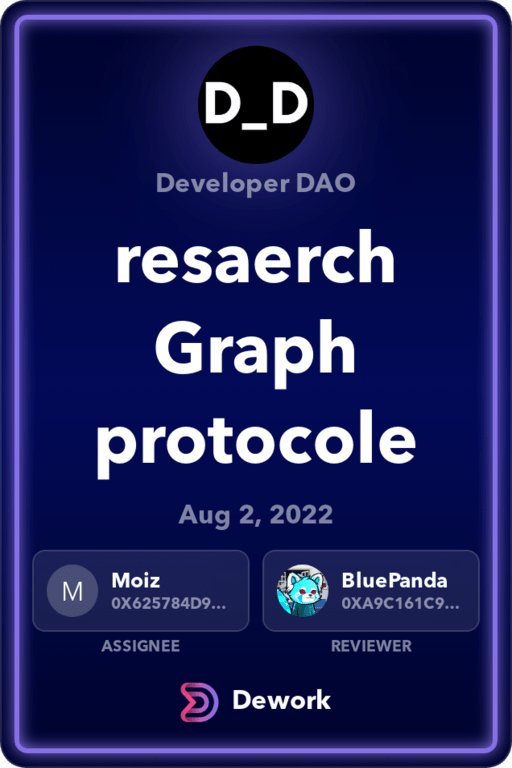 D_D
Developer DAO
resaerch
Graph
protocole
Aug 2, 2022
M
Moiz
0X625784D9...
BluePanda
0XA9C161C9...
ASSIGNEE
REVIEWER
Dework